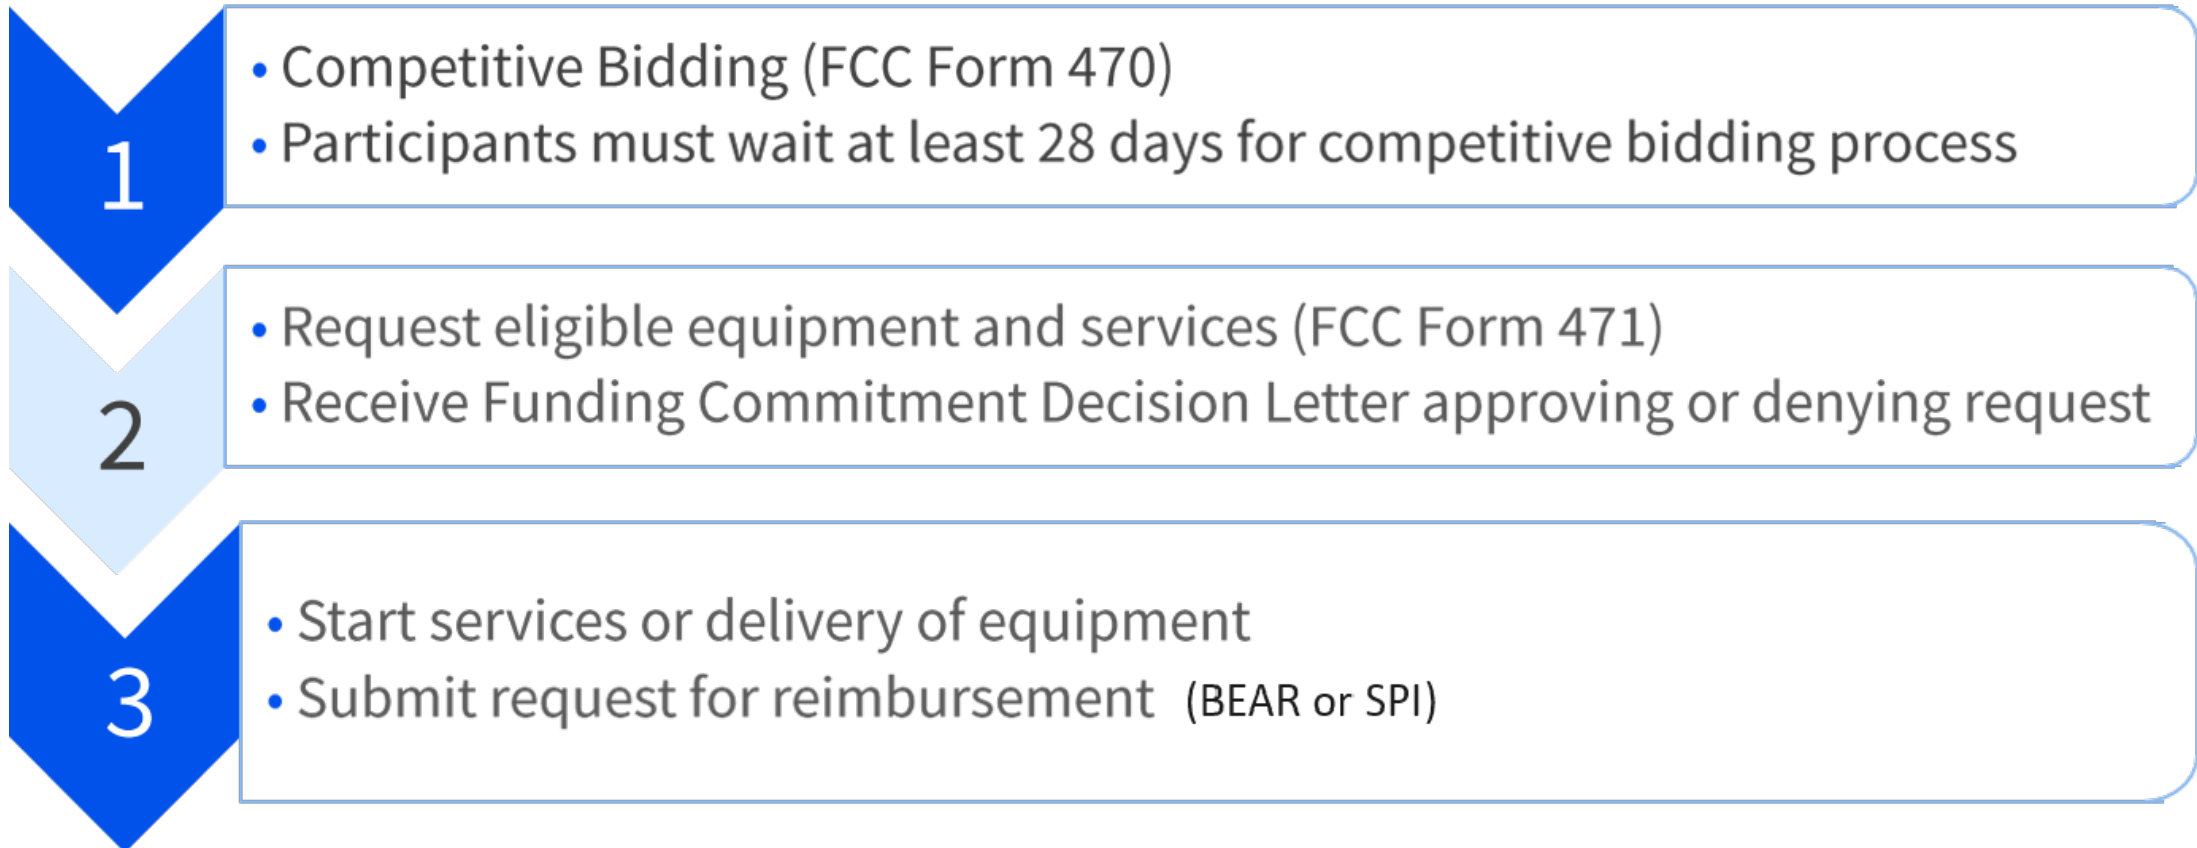 1
• Competitive Bidding (FCC Form 470)
• Participants must wait at least 28 days for competitive bidding process
2
• Request eligible equipment and services (FCC Form 471)
• Receive Funding Commitment Decision Letter approving or denying request
3
• Start services or delivery of equipment
• Submit request for reimbursement (BEAR or SPI)